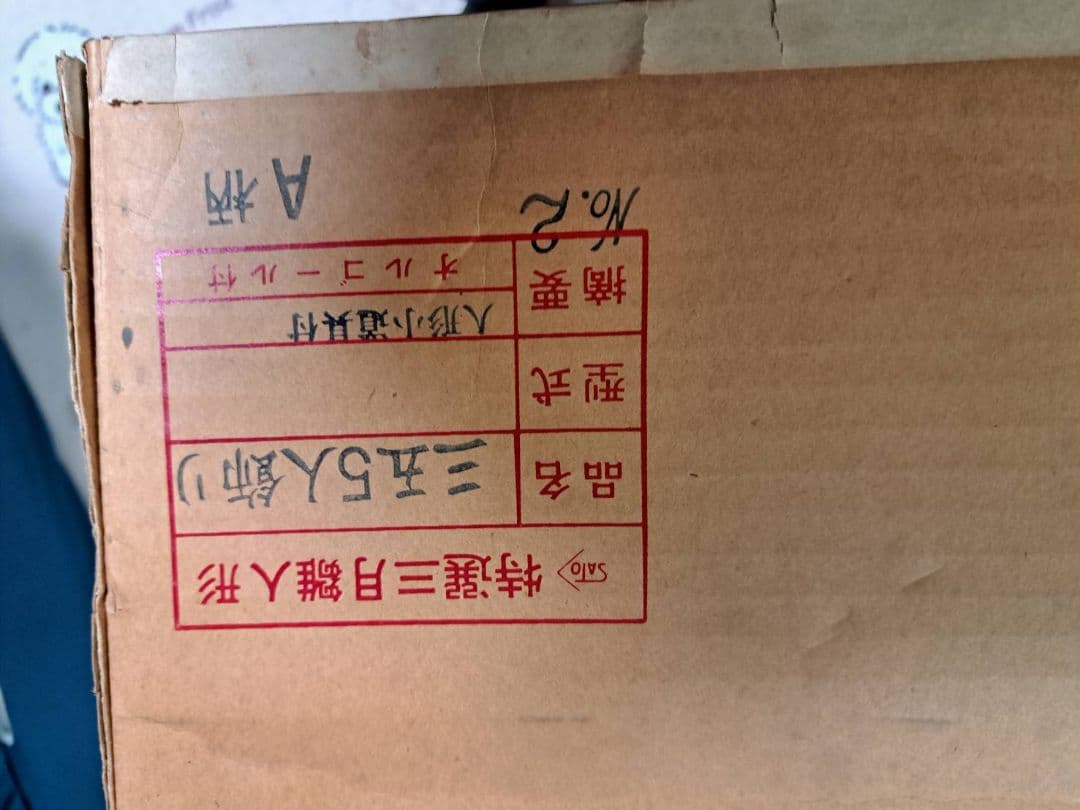 SATO 特選三月雛人形
品名 三五5人飾り
型式
摘要 人形小道具付
オルゴール付
No.2 A柄